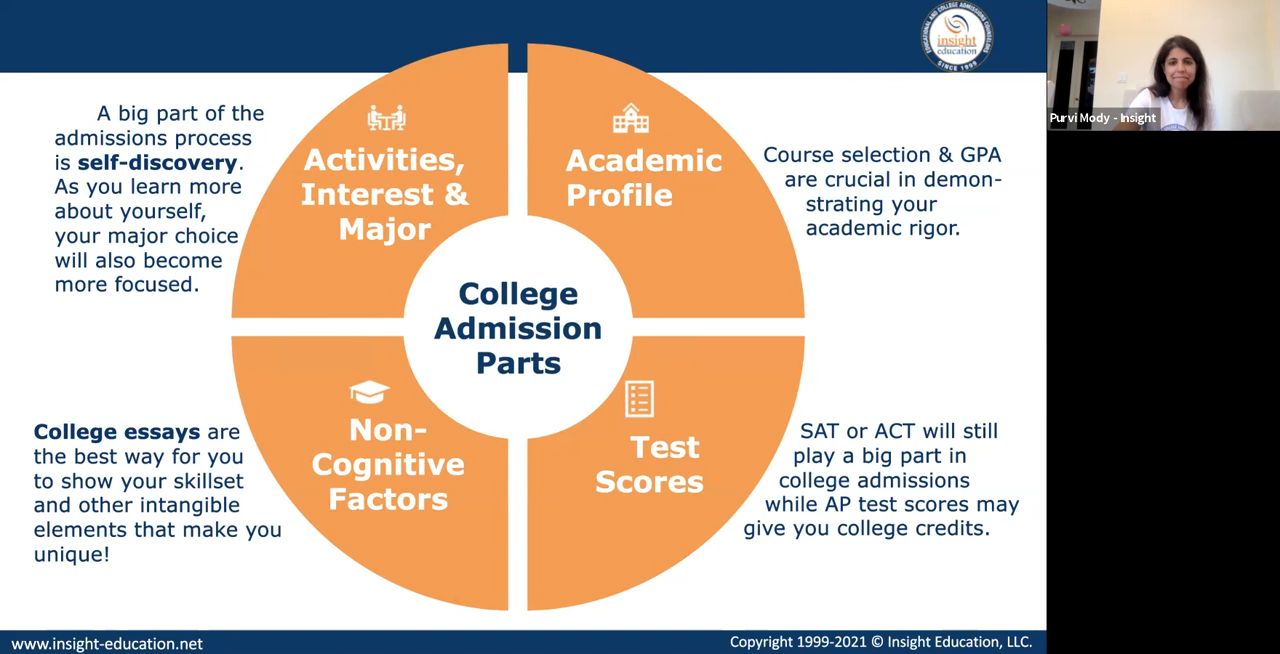 EDUCATIONAL AND COLLEGE ADMISSIONS COUNSELING
insight
education
SINCE 1999
Purvi Mody - Insight
A big part of the
admissions process
is self-discovery.
As you learn more
about yourself,
your major choice
will also become
more focused.
Activities,
Interest &
Major
Academic
Profile
Course selection & GPA
are crucial in demon-
strating your
academic rigor.
College
Admission
Parts
College essays are
the best way for you
to show your skillset
and other intangible
elements that make you
unique!
Non-
Cognitive
Factors
Test
Scores
SAT or ACT will still
play a big part in
college admissions
while AP test scores may
give you college credits.
www.insight-education.net
Copyright 1999-2021 © Insight Education, LLC.